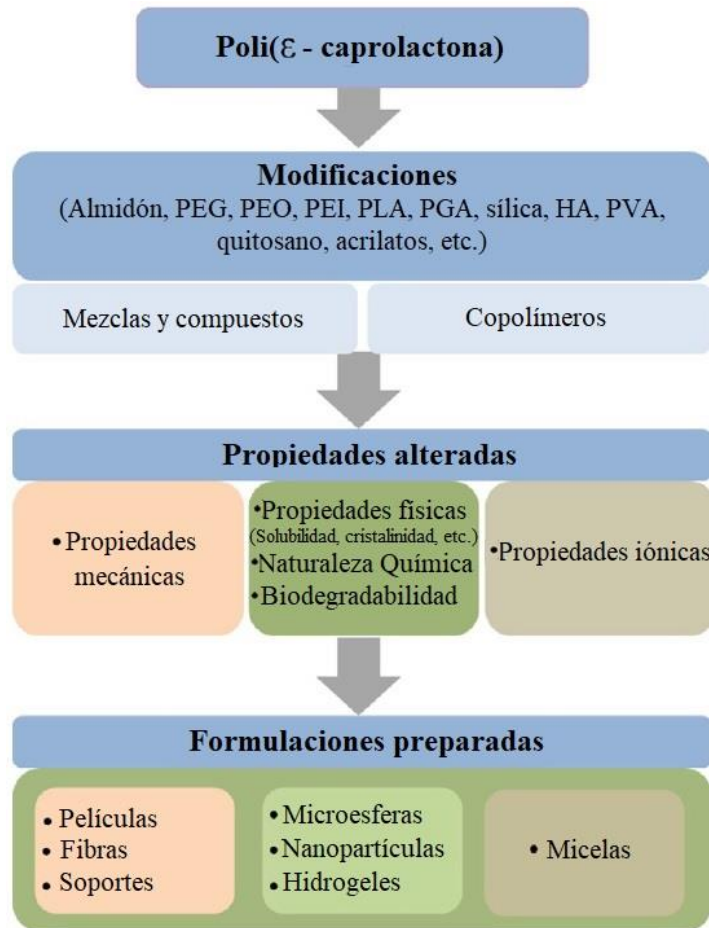 Poli(ε - caprolactona)
Modificaciones
(Almidón, PEG, PEO, PEI, PLA, PGA, sílica, HA, PVA,
quitosano, acrilatos, etc.)
Mezclas y compuestos
Copolímeros
Propiedades alteradas
• Propiedades
mecánicas
•Propiedades físicas
(Solubilidad, cristalinidad, etc.)
•Naturaleza Química
•Biodegradabilidad
•Propiedades iónicas
Formulaciones preparadas
• Películas
• Fibras
• Soportes
• Microesferas
• Nanopartículas
• Hidrogeles
• Micelas